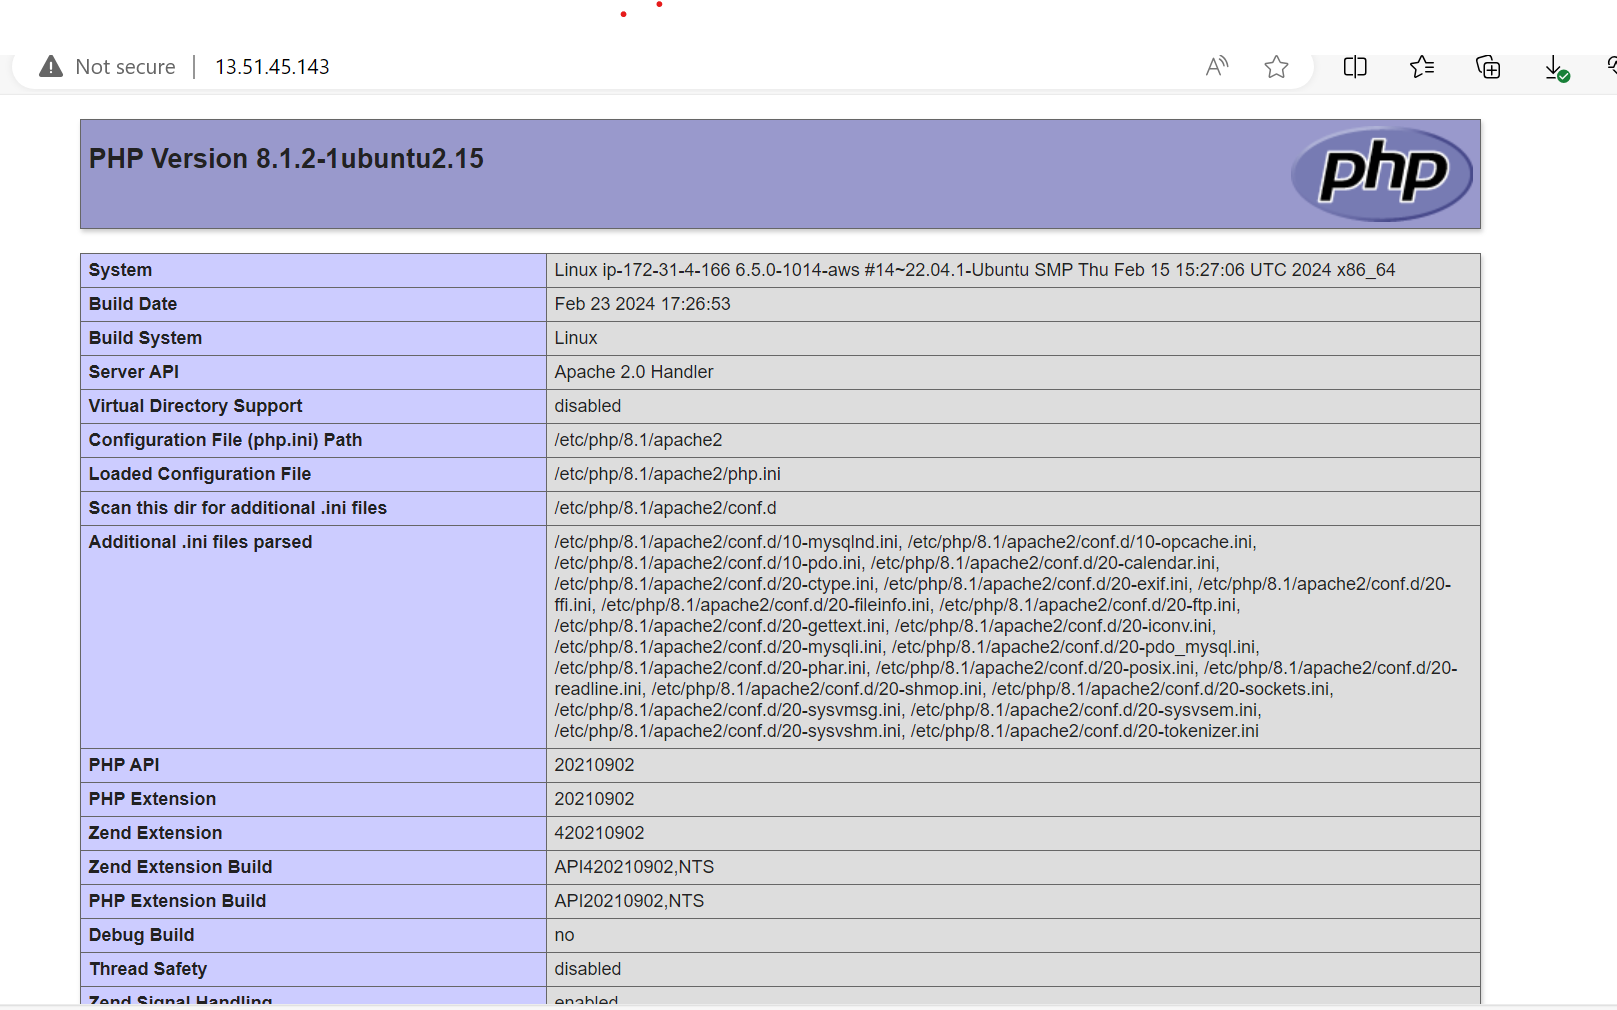 Not secure
13.51.45.143
PHP Version 8.1.2-1ubuntu2.15
php
System Linux ip-172-31-4-166 6.5.0-1014-aws #14~22.04.1-Ubuntu SMP Thu Feb 15 15:27:06 UTC 2024 x86_64
Build Date Feb 23 2024 17:26:53
Build System Linux
Server API Apache 2.0 Handler
Virtual Directory Support disabled
Configuration File (php.ini) Path /etc/php/8.1/apache2
Loaded Configuration File /etc/php/8.1/apache2/php.ini
Scan this dir for additional .ini files /etc/php/8.1/apache2/conf.d
Additional .ini files parsed /etc/php/8.1/apache2/conf.d/10-mysqlnd.ini, /etc/php/8.1/apache2/conf.d/10-opcache.ini,
/etc/php/8.1/apache2/conf.d/10-pdo.ini, /etc/php/8.1/apache2/conf.d/20-calendar.ini,
/etc/php/8.1/apache2/conf.d/20-ctype.ini, /etc/php/8.1/apache2/conf.d/20-exif.ini, /etc/php/8.1/apache2/conf.d/20-
ffi.ini, /etc/php/8.1/apache2/conf.d/20-fileinfo.ini, /etc/php/8.1/apache2/conf.d/20-ftp.ini,
/etc/php/8.1/apache2/conf.d/20-gettext.ini, /etc/php/8.1/apache2/conf.d/20-iconv.ini,
/etc/php/8.1/apache2/conf.d/20-mysqli.ini, /etc/php/8.1/apache2/conf.d/20-pdo_mysql.ini,
/etc/php/8.1/apache2/conf.d/20-phar.ini, /etc/php/8.1/apache2/conf.d/20-posix.ini, /etc/php/8.1/apache2/conf.d/20-
readline.ini, /etc/php/8.1/apache2/conf.d/20-shmop.ini, /etc/php/8.1/apache2/conf.d/20-sockets.ini,
/etc/php/8.1/apache2/conf.d/20-sysvmsg.ini, /etc/php/8.1/apache2/conf.d/20-sysvsem.ini,
/etc/php/8.1/apache2/conf.d/20-sysvshm.ini, /etc/php/8.1/apache2/conf.d/20-tokenizer.ini
PHP API 20210902
PHP Extension 20210902
Zend Extension 420210902
Zend Extension Build API420210902,NTS
PHP Extension Build API20210902,NTS
Debug Build no
Thread Safety disabled
Zend Signal Handling enabled